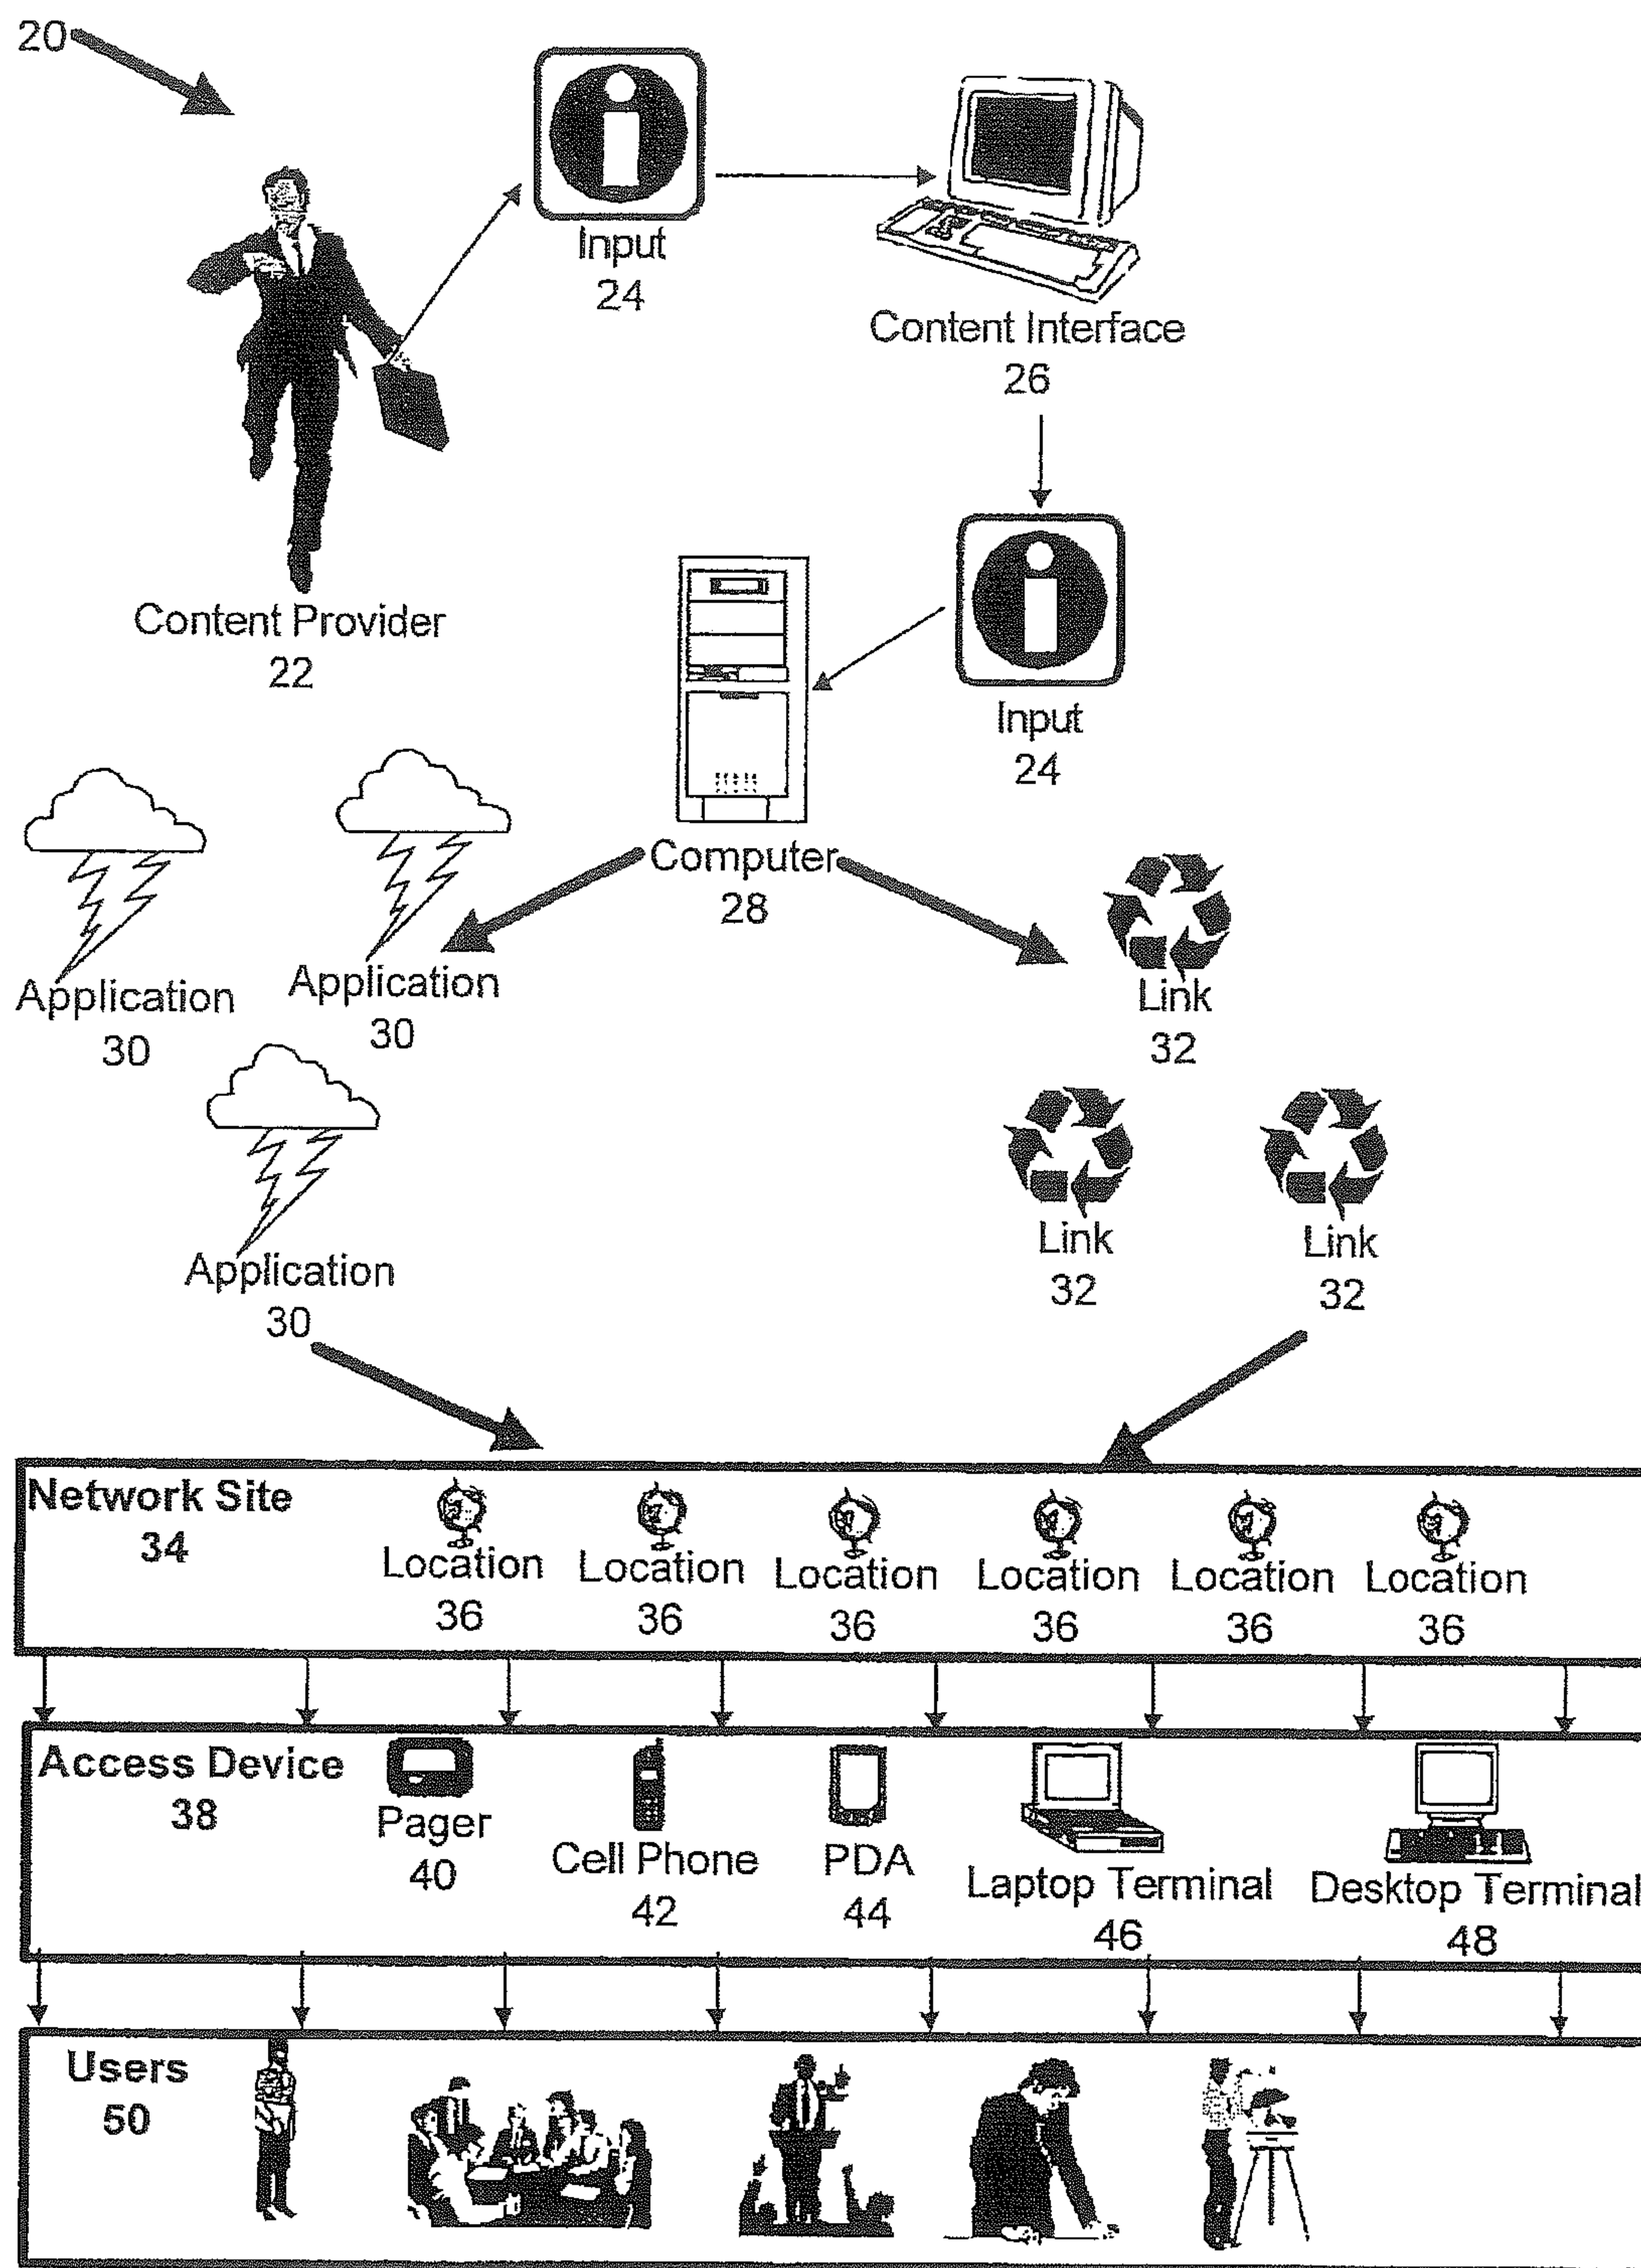 20
Input
24
Content Interface
26
Content Provider
22
Input
24
Computer
28
Application
30
Application
30
Application
30
Link
32
Link
32
Link
32
Network Site
34
Location
36
Location
36
Location
36
Location
36
Location
36
Location
36
Access Device
38
Pager
40
Cell Phone
42
PDA
44
Laptop Terminal
46
Desktop Terminal
48
Users
50